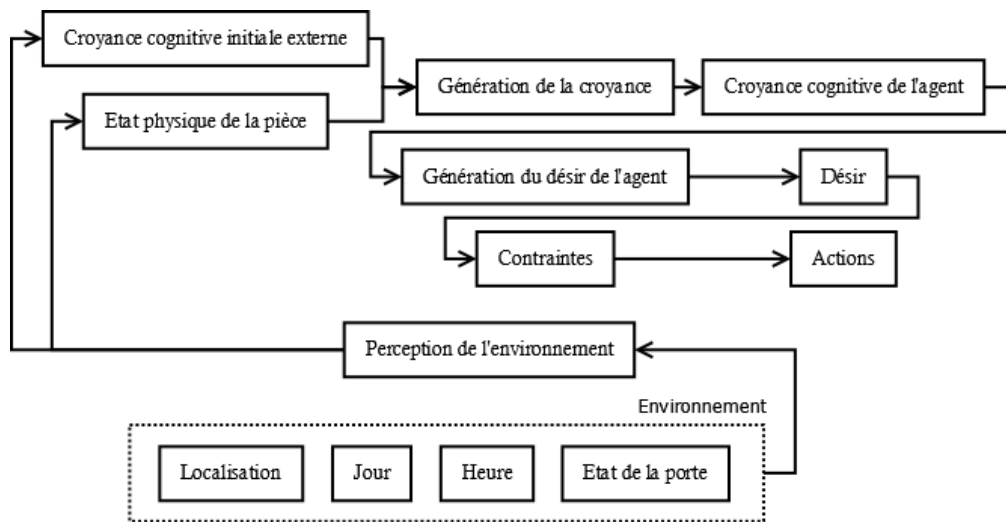 Croyance cognitive initiale externe
Génération de la croyance
Croyance cognitive de l'agent
Etat physique de la pièce
Génération du désir de l'agent
Désir
Contraintes
Actions
Perception de l'environnement
Environnement
Localisation
Jour
Heure
Etat de la porte